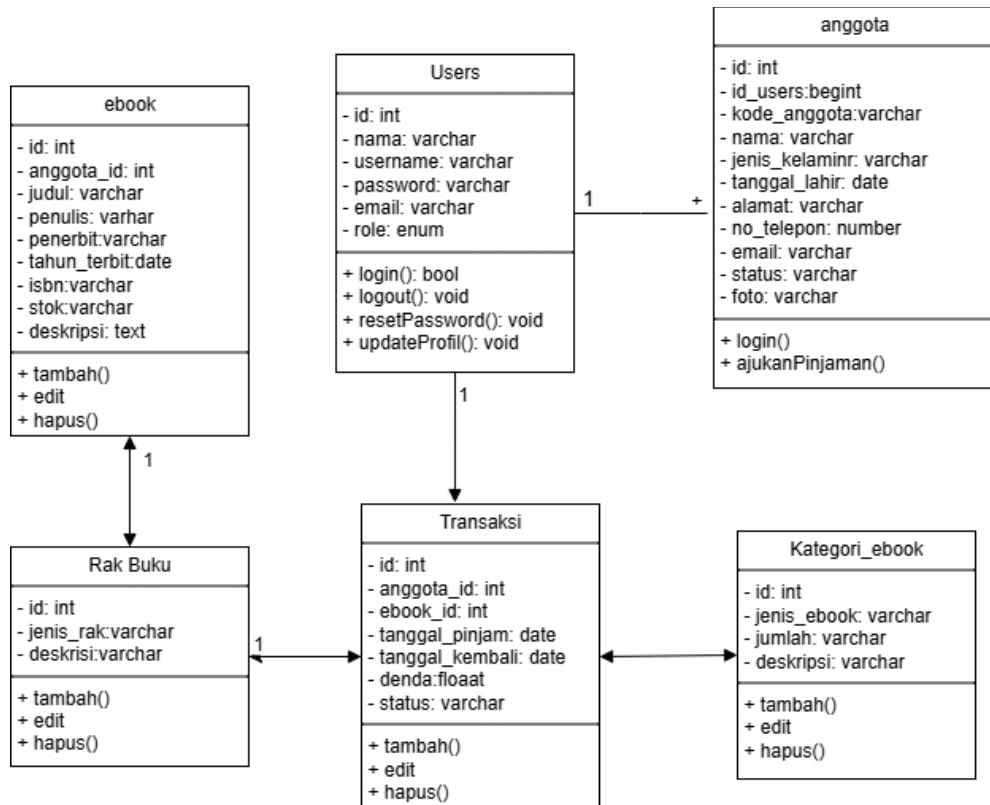 ebook
- id: int
- anggota_id: int
- judul: varchar
- penulis: varhar
- penerbit:varchar
- tahun_terbit:date
- isbn:varchar
- stok:varchar
- deskripsi: text
+ tambah()
+ edit
+ hapus()
Users
- id: int
- nama: varchar
- username: varchar
- password: varchar
- email: varchar
- role: enum
+ login(): bool
+ logout(): void
+ resetPassword(): void
+ updateProfil(): void
1
+
anggota
- id: int
- id_users:begint
- kode_anggota:varchar
- nama: varchar
- jenis_kelaminr: varchar
- tanggal_lahir: date
- alamat: varchar
- no_telepon: number
- email: varchar
- status: varchar
- foto: varchar
+ login()
+ ajukanPinjaman()
1
1
Rak Buku
- id: int
- jenis_rak:varchar
- deskrisi:varchar
+ tambah()
+ edit
+ hapus()
1
Transaksi
- id: int
- anggota_id: int
- ebook_id: int
- tanggal_pinjam: date
- tanggal_kembali: date
- denda:floaat
- status: varchar
+ tambah()
+ edit
+ hapus()
Kategori_ebook
- id: int
- jenis_ebook: varchar
- jumlah: varchar
- deskripsi: varchar
+ tambah()
+ edit
+ hapus()